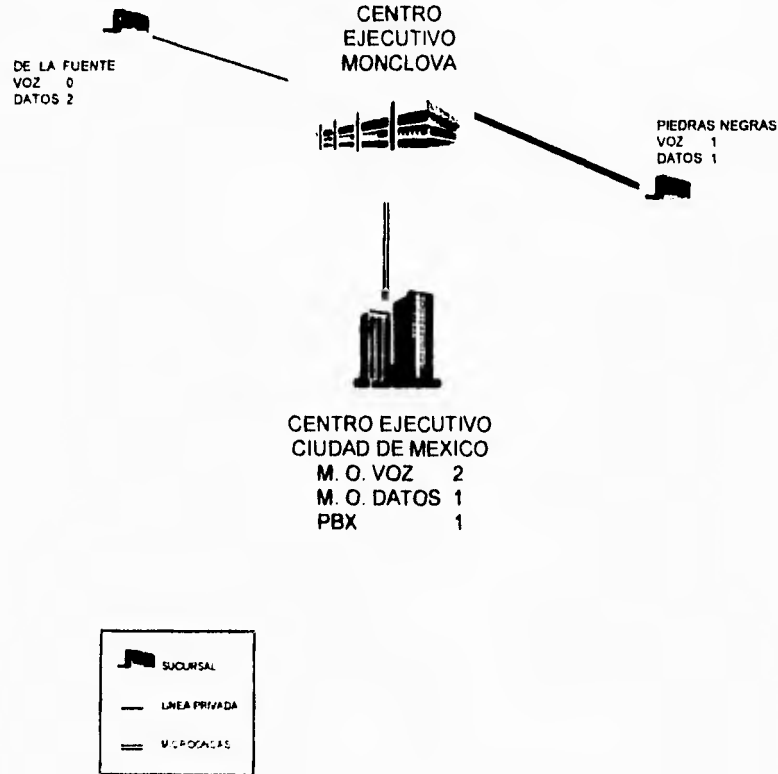 CENTRO
EJECUTIVO
MONCLOVA
DE LA FUENTE
VOZ 0
DATOS 2
PIEDRAS NEGRAS
VOZ 1
DATOS 1
CENTRO EJECUTIVO
CIUDAD DE MEXICO
M. O. VOZ 2
M. O. DATOS 1
PBX 1
SUCURSAL
LINEA PRIVADA
MICROONDAS